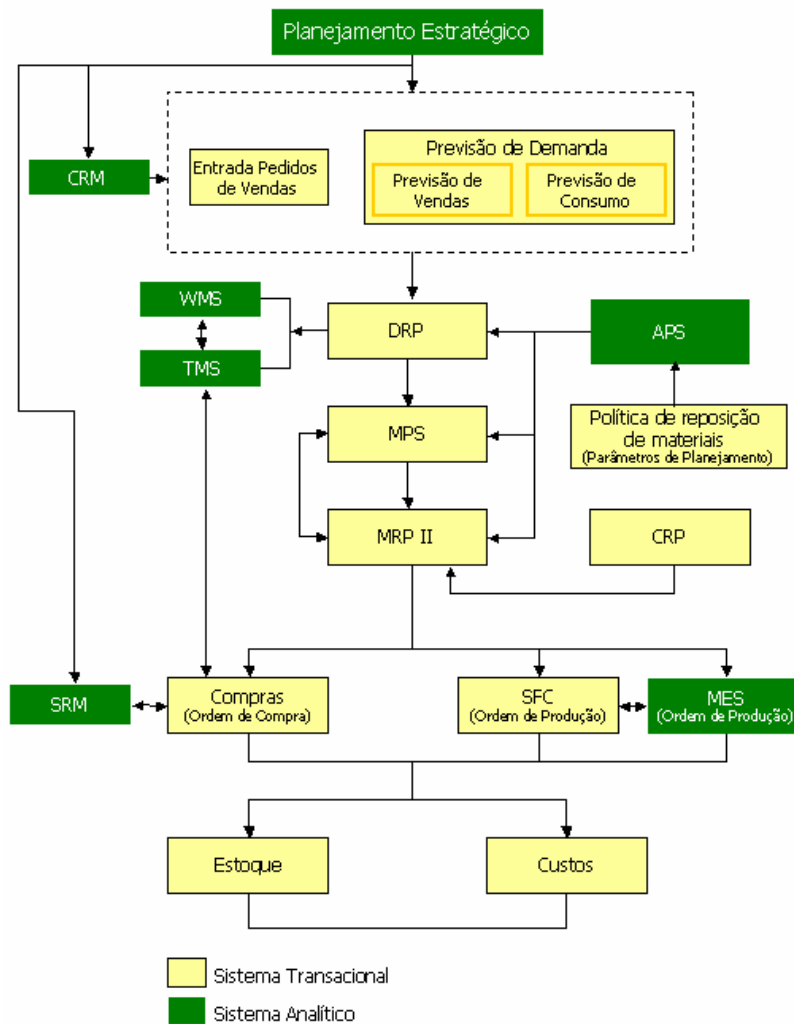 Planejamento Estratégico
CRM
Entrada Pedidos
de Vendas
Previsão de Demanda
Previsão de
Vendas
Previsão de
Consumo
WMS
TMS
DRP
APS
MPS
Política de reposição
de materiais
(Parâmetros de Planejamento)
MRP II
CRP
SRM
Compras
(Ordem de Compra)
SFC
(Ordem de Produção)
MES
(Ordem de Produção)
Estoque
Custos
Sistema Transacional
Sistema Analítico